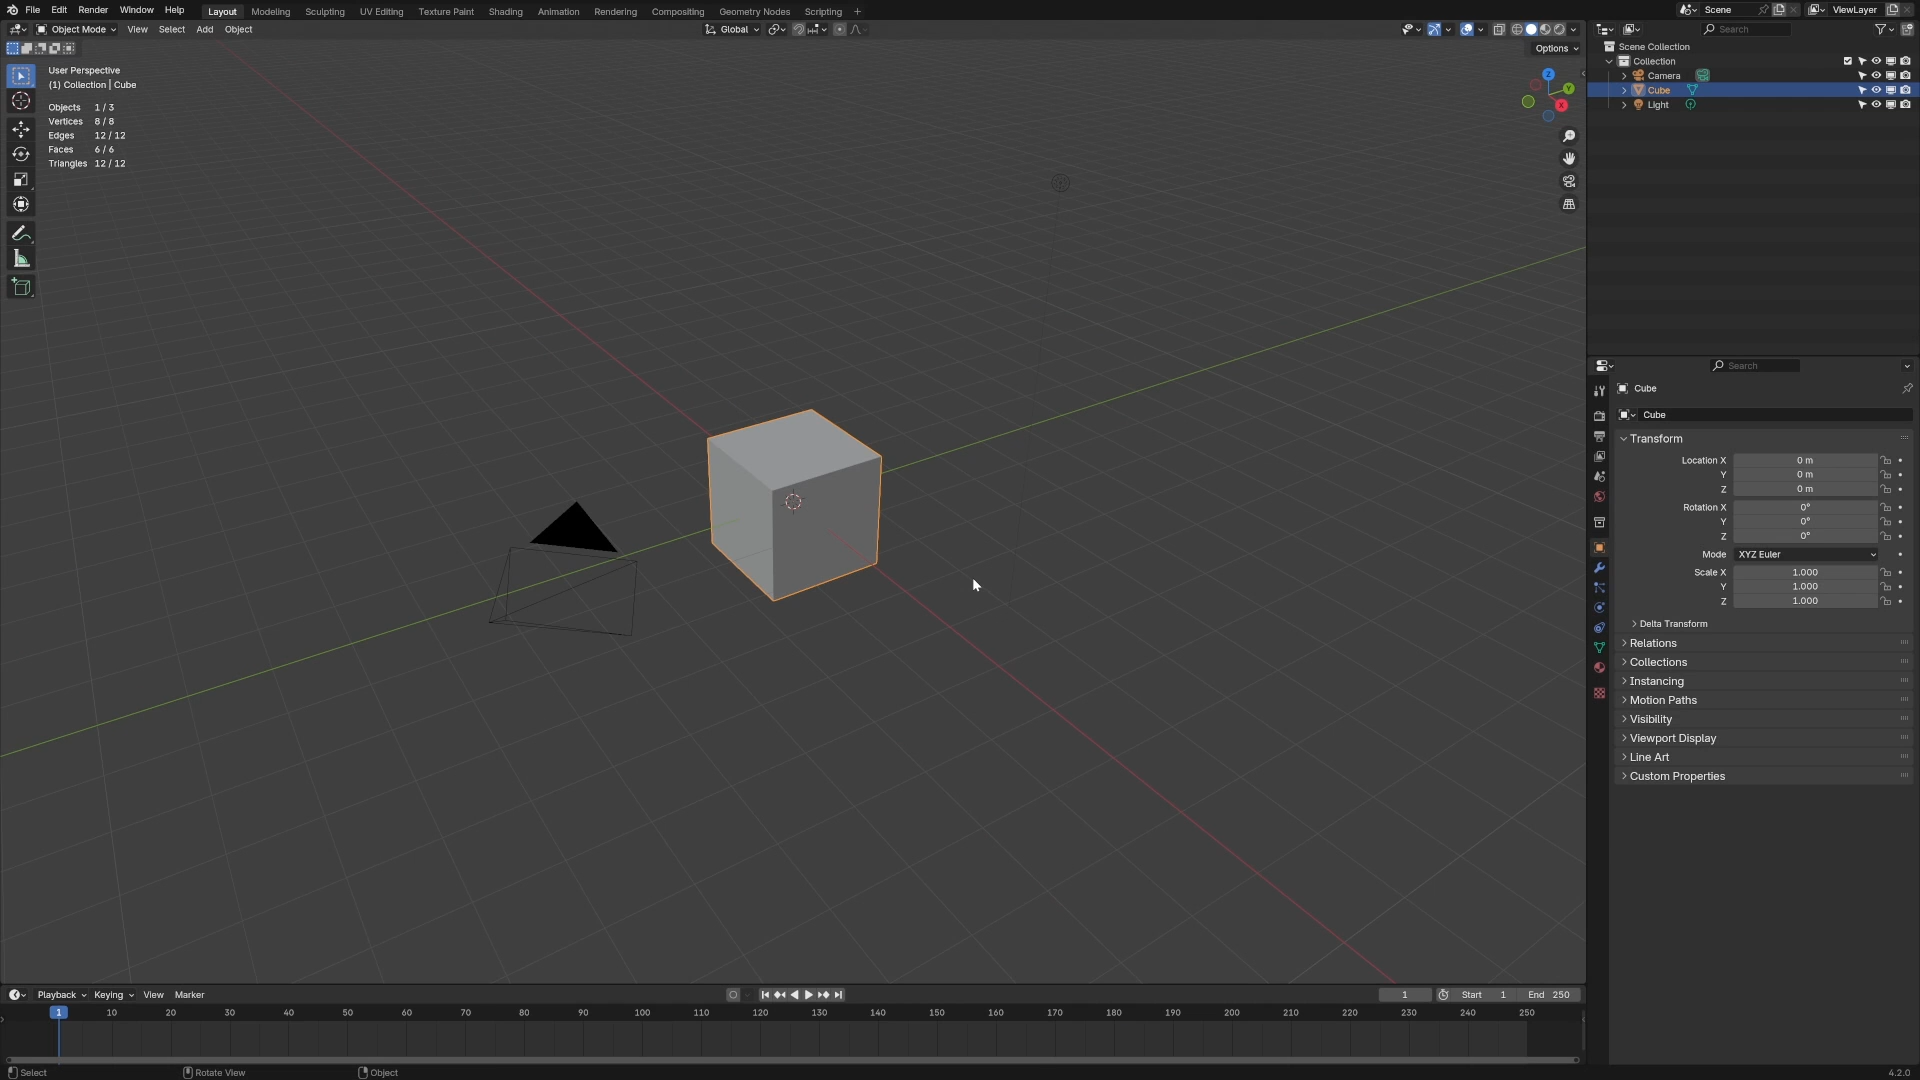 File Edit Render Window Help Layout Modeling Sculpting UV Editing Texture Paint Shading Animation Rendering Compositing Geometry Nodes Scripting + Scene ViewLayer
Object Mode View Select Add Object Global Search
Options
User Perspective
(1) Collection | Cube
Objects 1 / 3
Vertices 8 / 8
Edges 12 / 12
Faces 6 / 6
Triangles 12 / 12
Z
Y
X
Scene Collection
Collection
Camera
Cube
Light
Search
Cube
Cube
Transform
Location X 0 m
Y 0 m
Z 0 m
Rotation X 0°
Y 0°
Z 0°
Mode XYZ Euler
Scale X 1.000
Y 1.000
Z 1.000
Delta Transform
Relations
Collections
Instancing
Motion Paths
Visibility
Viewport Display
Line Art
Custom Properties
Playback Keying View Marker 1 Start 1 End 250
1 10 20 30 40 50 60 70 80 90 100 110 120 130 140 150 160 170 180 190 200 210 220 230 240 250
Select Rotate View Object 4.2.0